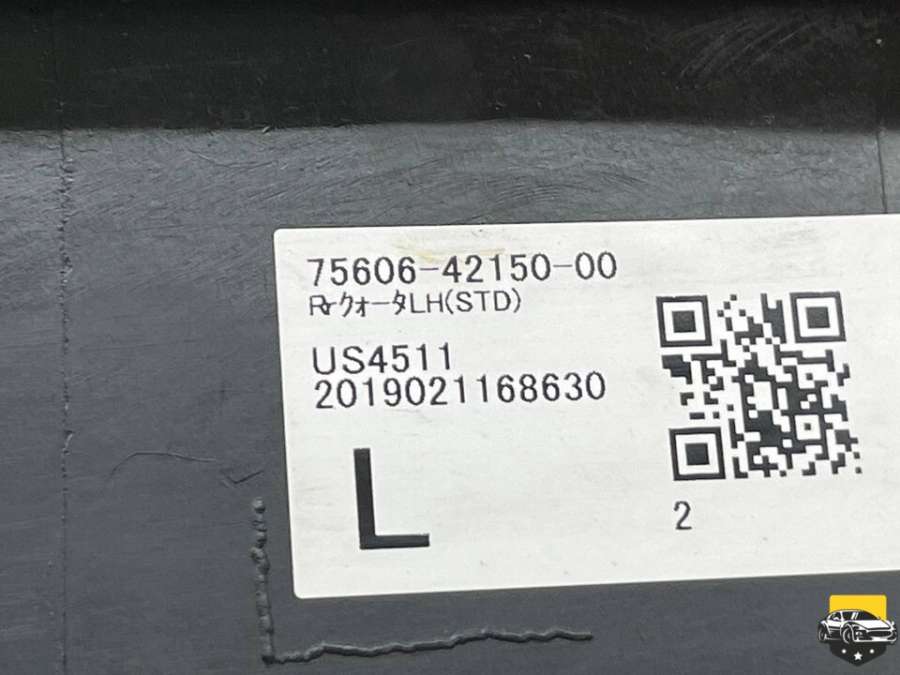 75606-42150-00
Rrｸｫｰﾀ LH(STD)
US4511
2019021168630
L
2